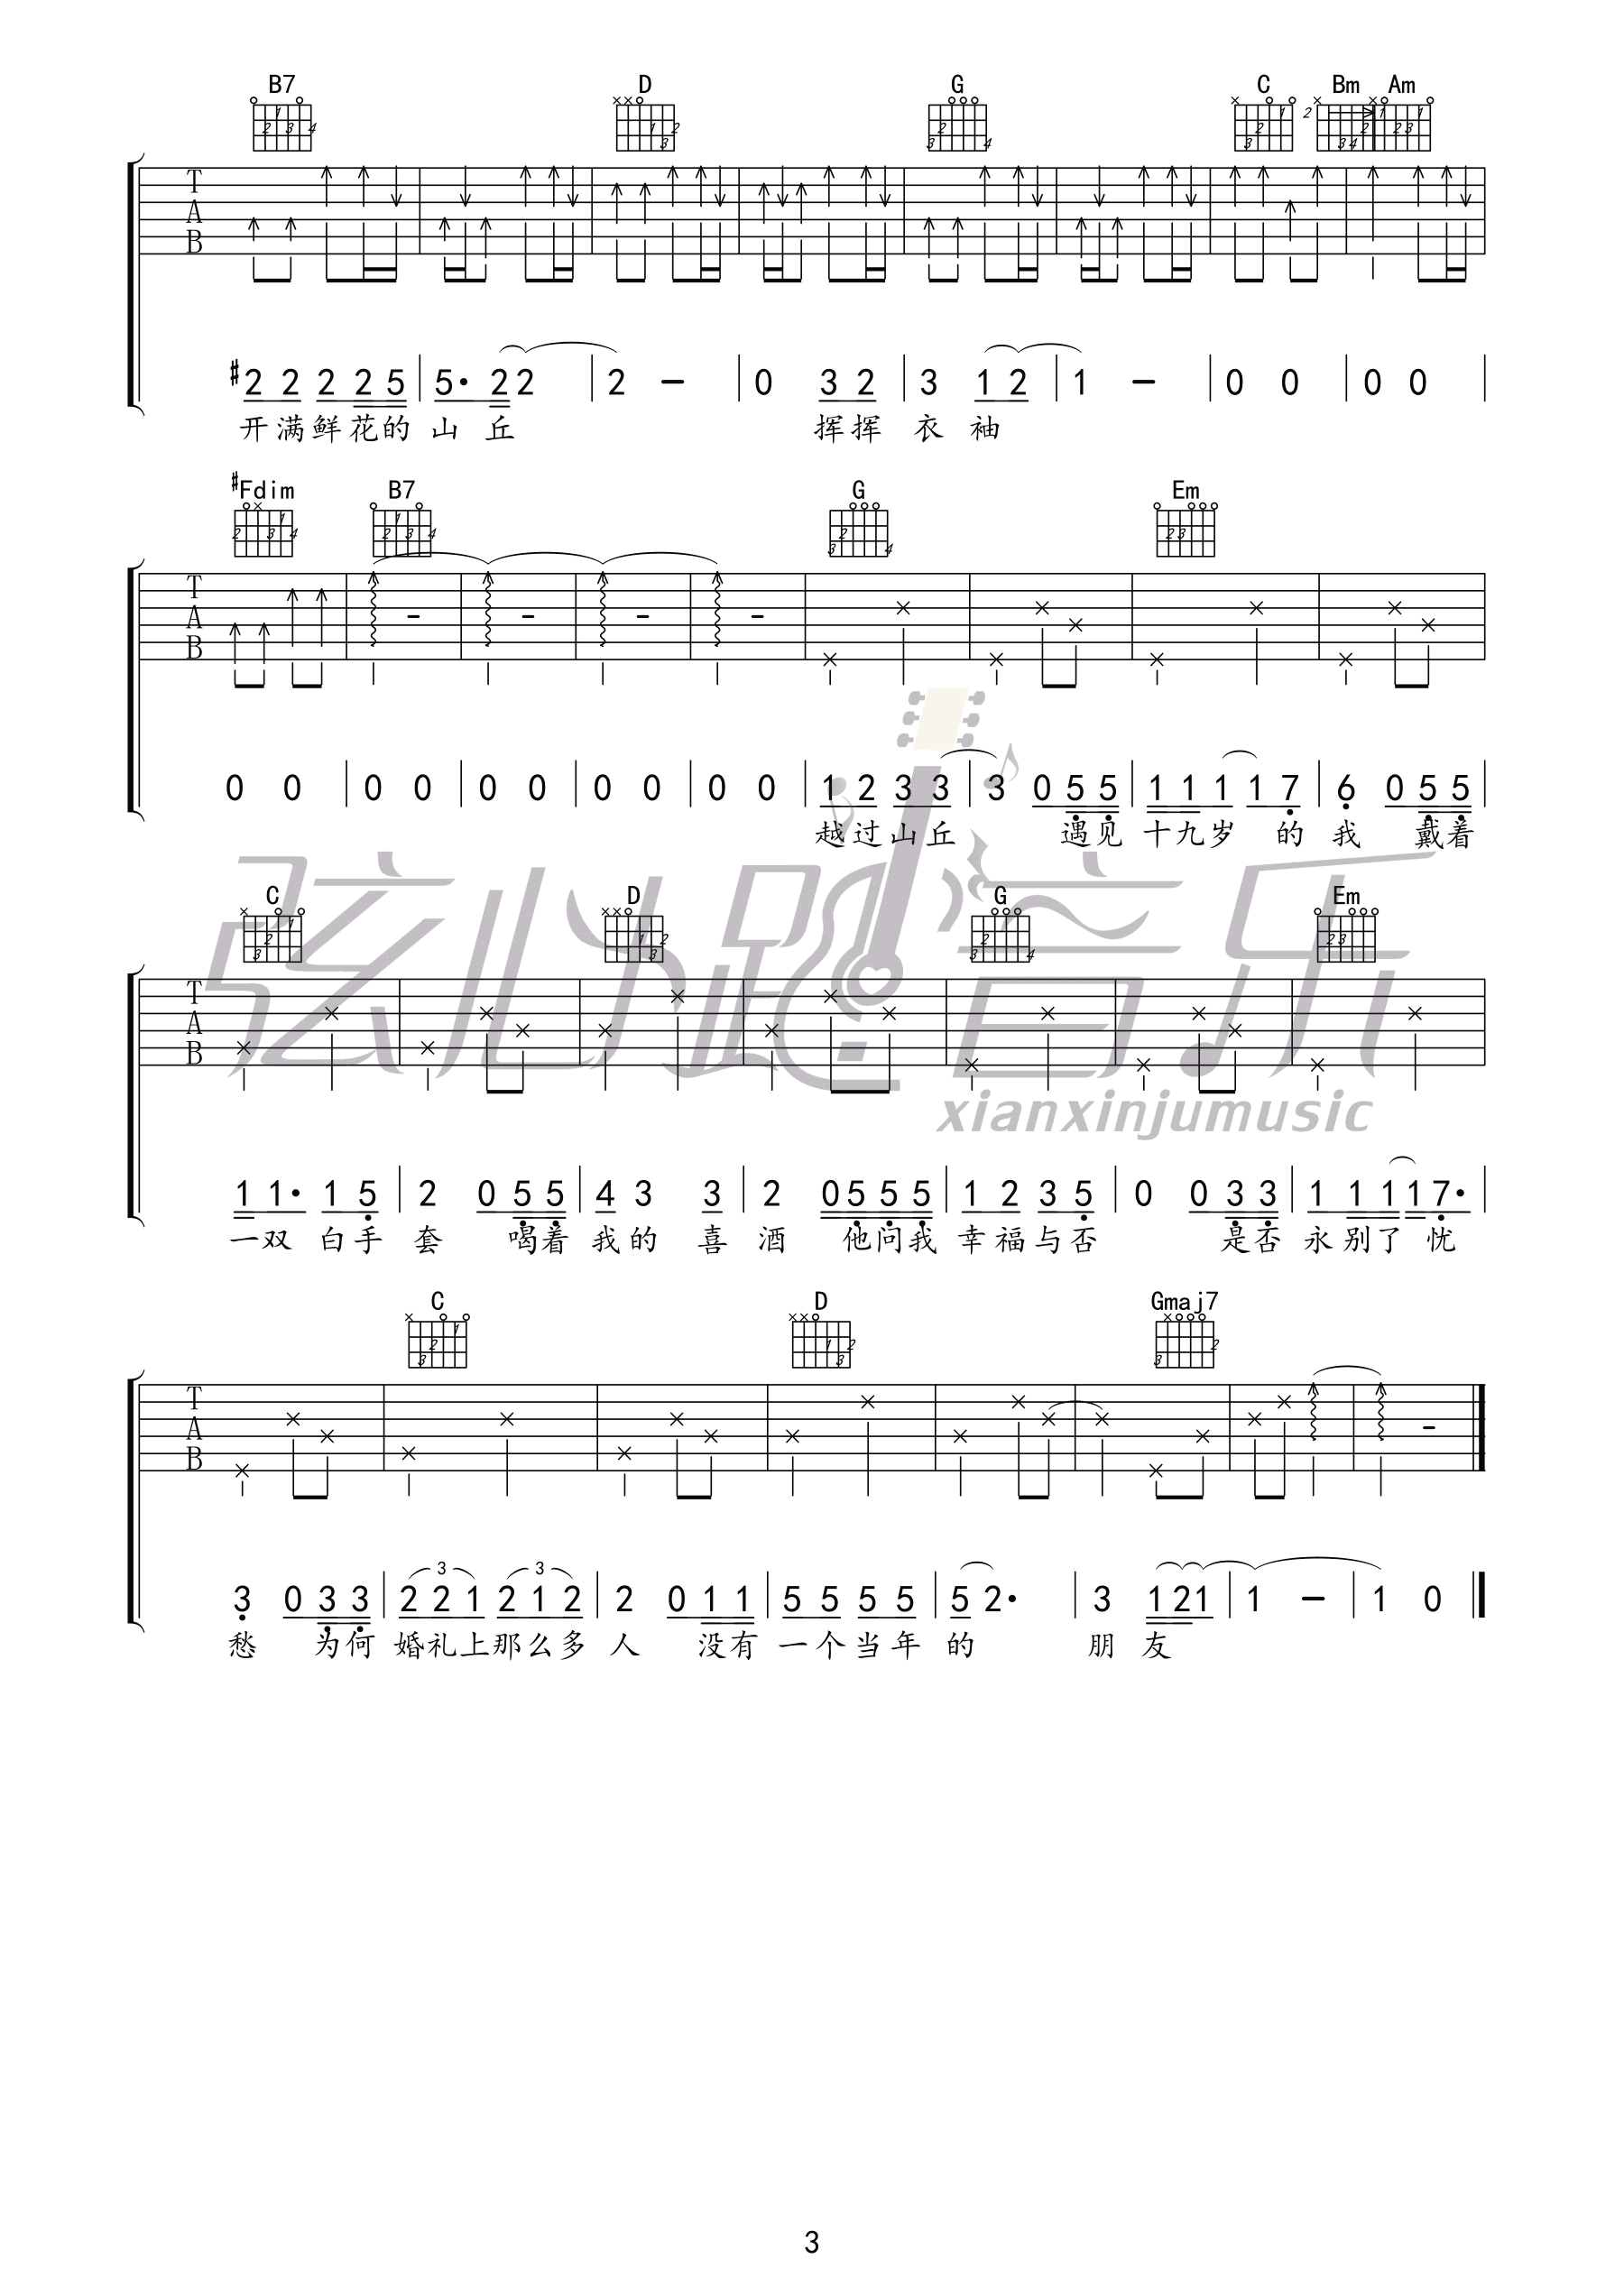 B7 D G C Bm Am
T
A
B
#2 2 2 2 5 | 5· 2 2 | 2 – | 0 3 2 | 3 1 2 | 1 – | 0 0 | 0 0 |
开满鲜花的 山 丘 挥挥 衣 袖
#Fdim B7 G Em
T
A
B
0 0 | 0 0 | 0 0 | 0 0 | 0 0 | 1 2 3 3 | 3 0 5 5 | 1 1 1 1 7 | 6 0 5 5 |
越过山丘 遇见 十九岁 的 我 戴着
弦心距音乐
C D G Em
T
A
B
xianxinjumusic
1 1· 1 5 | 2 0 5 5 | 4 3 3 | 2 0 5 5 5 | 1 2 3 5 | 0 0 3 3 | 1 1 1 1 7· |
一双 白手 套 喝着 我的 喜 酒 他问我 幸福与否 是否 永别了 忧
C D Gmaj7
T
A
B
3 0 3 3 | 2 2 1 2 1 2 | 2 0 1 1 | 5 5 5 5 | 5 2· | 3 1 2 1 | 1 – | 1 0 ‖
愁 为何 婚礼上那么多 人 没有 一个当年 的 朋 友
3